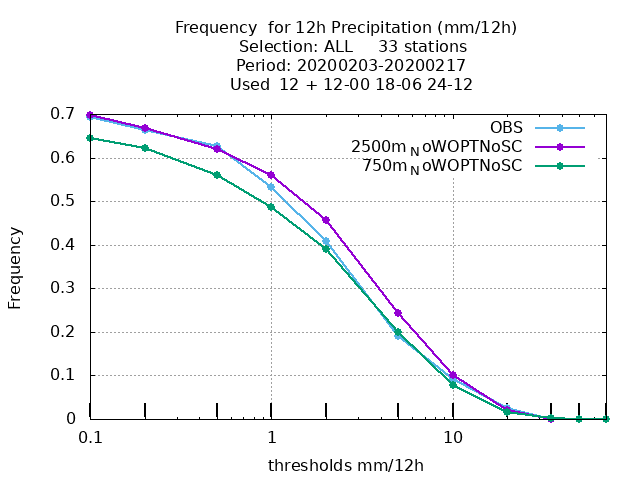 Frequency  for 12h Precipitation (mm/12h)
Selection: ALL     33 stations
Period: 20200203-20200217
Used  12 + 12-00 18-06 24-12
OBS
2500m_NoWOPTNoSC
750m_NoWOPTNoSC
Frequency
0.7
0.6
0.5
0.4
0.3
0.2
0.1
0
0.1 1 10
thresholds mm/12h